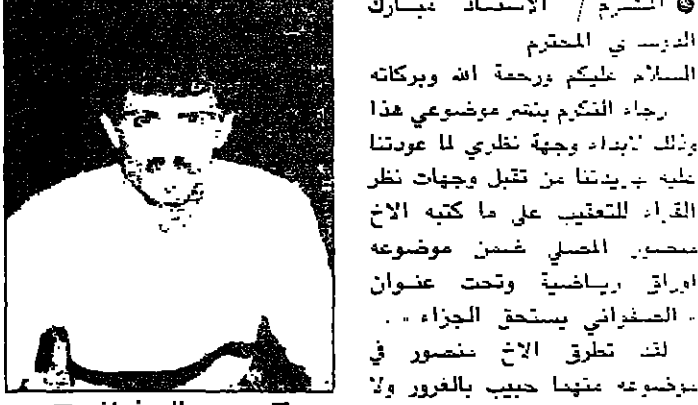 المكرم / الاستاذ مبارك
الدوسري المحترم
السلام عليكم ورحمة الله وبركاته
رجاء التكرم بنشر موضوعي هذا
وذلك لابداء وجهة نظري لما عودتنا
عليه جريدتنا من تقبل وجهات نظر
القراء للتعقيب على ما كتبه الاخ
منصور المصلي ضمن موضوعه
اوراق رياضية وتحت عنوان
« الصفراني يستحق الجزاء » .
لقد تطرق الاخ منصور في
موضوعه متهما حبيب بالغرور ولا